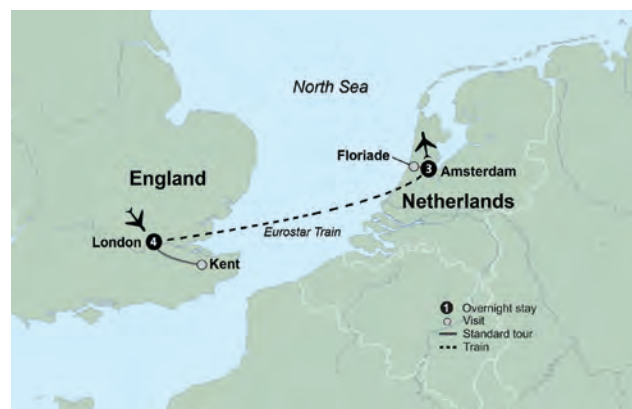 North Sea
Floriade
3
Amsterdam
England
Netherlands
Eurostar Train
London
4
Kent
1 Overnight stay
Visit
Standard tour
Train